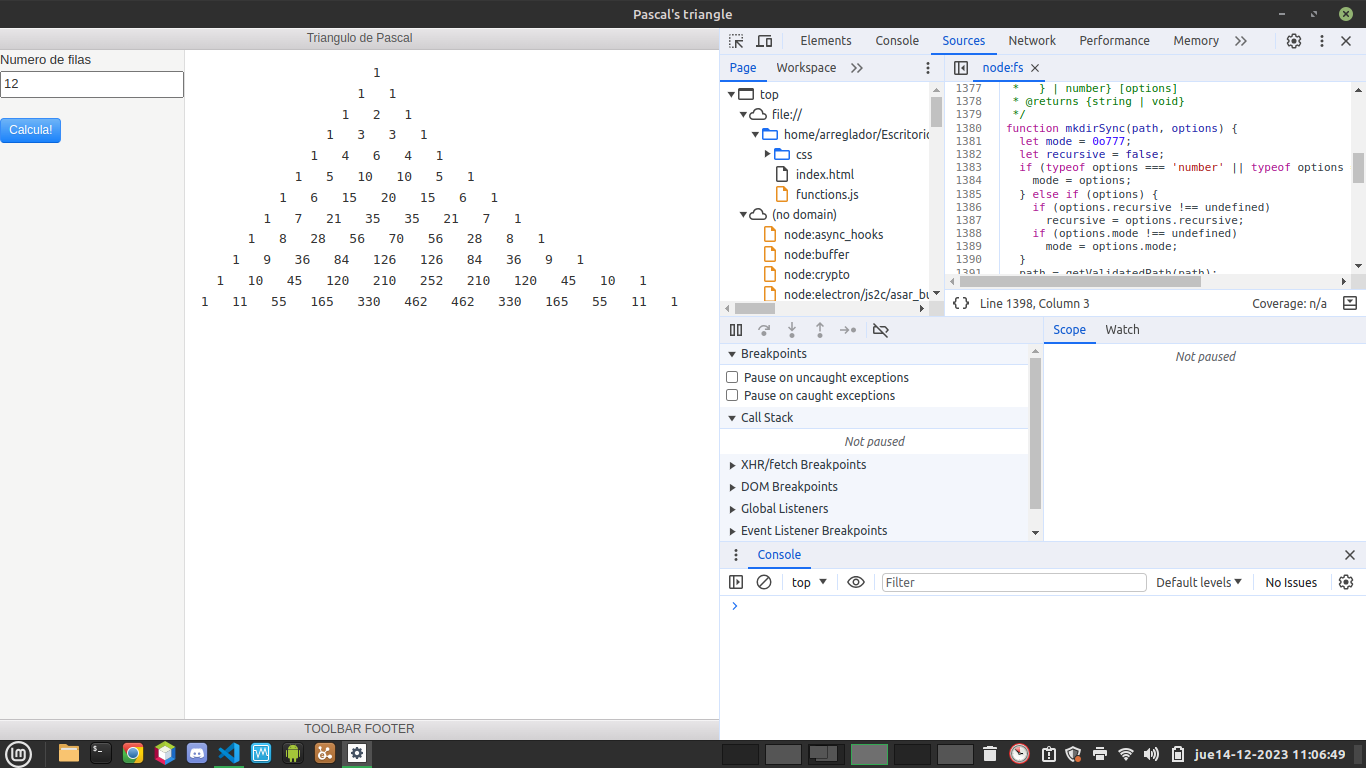 Pascal's triangle
Triangulo de Pascal
Numero de filas
12
Calcula!
1
1 1
1 2 1
1 3 3 1
1 4 6 4 1
1 5 10 10 5 1
1 6 15 20 15 6 1
1 7 21 35 35 21 7 1
1 8 28 56 70 56 28 8 1
1 9 36 84 126 126 84 36 9 1
1 10 45 120 210 252 210 120 45 10 1
1 11 55 165 330 462 462 330 165 55 11 1
TOOLBAR FOOTER
Elements Console Sources Network Performance Memory
Page Workspace
top
file://
home/arreglador/Escritorio
css
index.html
functions.js
(no domain)
node:async_hooks
node:buffer
node:crypto
node:electron/js2c/asar_bu
node:fs
1377 * } | number} [options]
1378 * @returns {string | void}
1379 */
1380 function mkdirSync(path, options) {
1381 let mode = 0o777;
1382 let recursive = false;
1383 if (typeof options === 'number' || typeof options
1384 mode = options;
1385 } else if (options) {
1386 if (options.recursive !== undefined)
1387 recursive = options.recursive;
1388 if (options.mode !== undefined)
1389 mode = options.mode;
1390 }
1391 path = getValidatedPath(path);
{} Line 1398, Column 3 Coverage: n/a
Breakpoints
Pause on uncaught exceptions
Pause on caught exceptions
Call Stack
Not paused
XHR/fetch Breakpoints
DOM Breakpoints
Global Listeners
Event Listener Breakpoints
Scope Watch
Not paused
Console
top Filter Default levels No Issues
jue14-12-2023 11:06:49